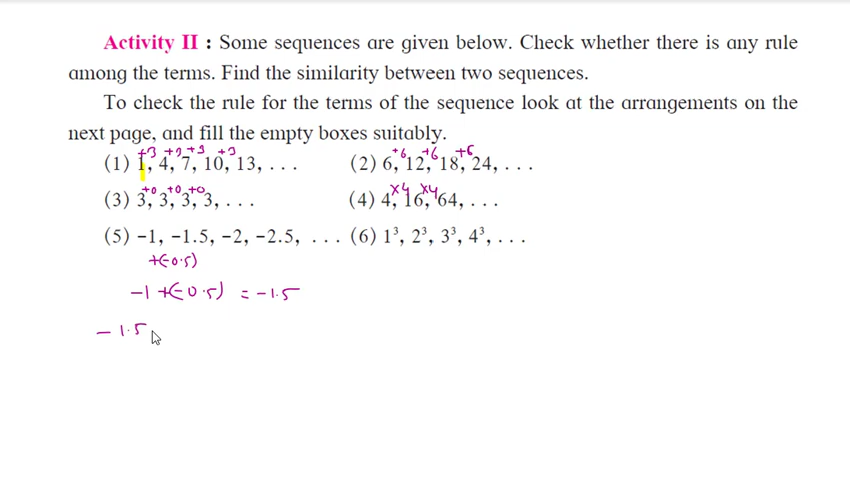 Activity II : Some sequences are given below. Check whether there is any rule
among the terms. Find the similarity between two sequences.
To check the rule for the terms of the sequence look at the arrangements on the
next page, and fill the empty boxes suitably.
+3 +3 +3 +3 +6 +6 +6
(1) 1, 4, 7, 10, 13, . . . (2) 6, 12, 18, 24, . . .
+0 +0 +0 ×4 ×4
(3) 3, 3, 3, 3, . . . (4) 4, 16, 64, . . .
(5) −1, −1.5, −2, −2.5, . . . (6) 1³, 2³, 3³, 4³, . . .
+(−0.5)
−1 +(−0.5) = −1.5
−1.5